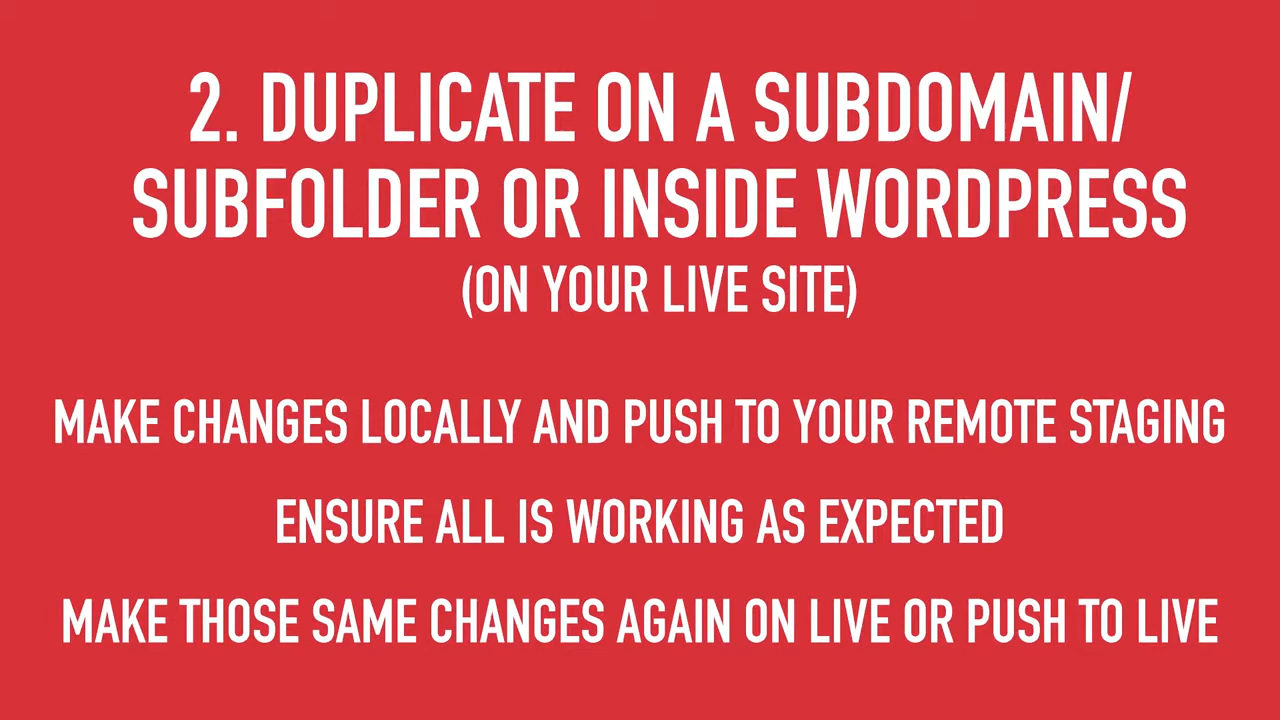 2. DUPLICATE ON A SUBDOMAIN/
SUBFOLDER OR INSIDE WORDPRESS
(ON YOUR LIVE SITE)
MAKE CHANGES LOCALLY AND PUSH TO YOUR REMOTE STAGING
ENSURE ALL IS WORKING AS EXPECTED
MAKE THOSE SAME CHANGES AGAIN ON LIVE OR PUSH TO LIVE